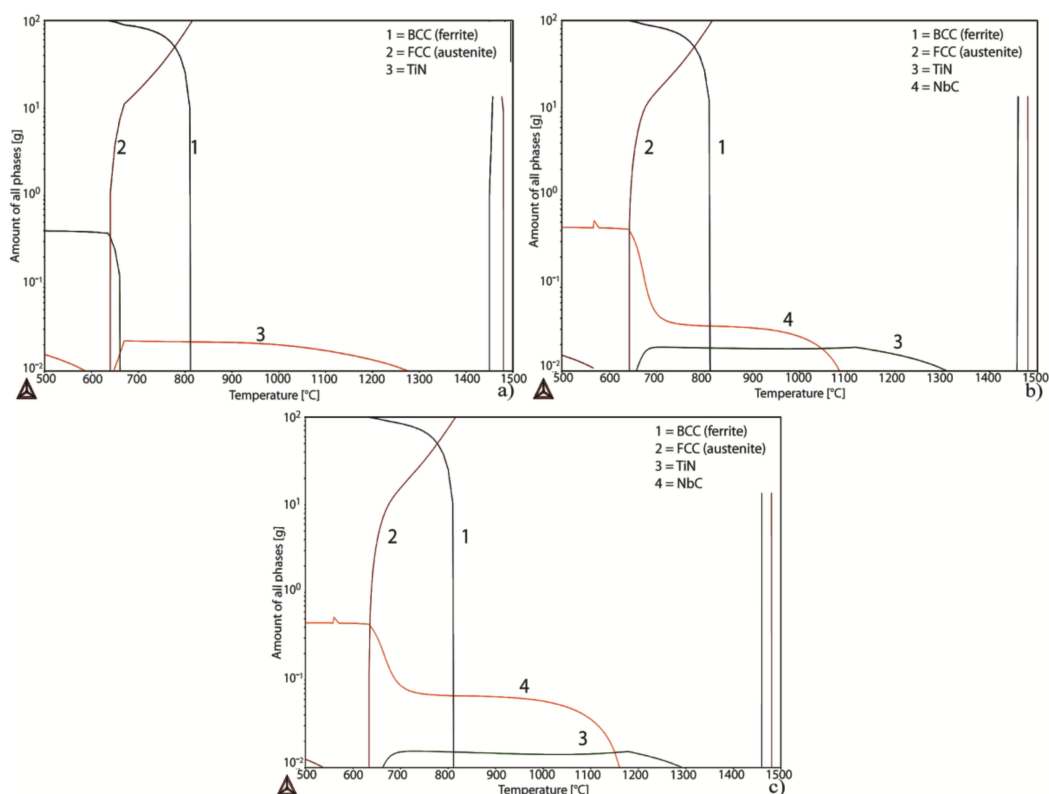 10²
10¹
10⁰
10⁻¹
10⁻²
Amount of all phases [g]
1 = BCC (ferrite)
2 = FCC (austenite)
3 = TiN
2
1
3
500 600 700 800 900 1000 1100 1200 1300 1400 1500
Temperature [°C]
a)
10²
10¹
10⁰
10⁻¹
10⁻²
Amount of all phases [g]
1 = BCC (ferrite)
2 = FCC (austenite)
3 = TiN
4 = NbC
2
1
4
3
500 600 700 800 900 1000 1100 1200 1300 1400 1500
Temperature [°C]
b)
10²
10¹
10⁰
10⁻¹
10⁻²
Amount of all phases [g]
1 = BCC (ferrite)
2 = FCC (austenite)
3 = TiN
4 = NbC
2
1
4
3
500 600 700 800 900 1000 1100 1200 1300 1400 1500
Temperature [°C]
c)